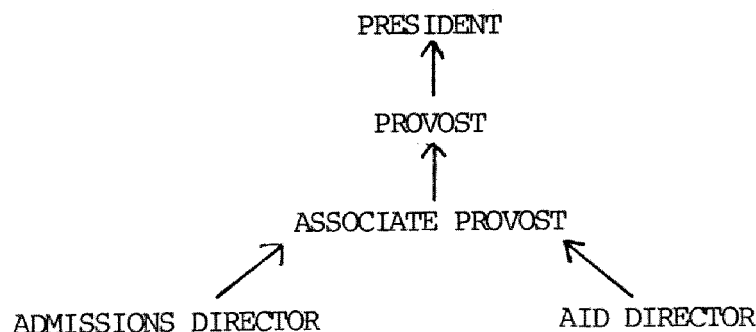 PRESIDENT
PROVOST
ASSOCIATE PROVOST
ADMISSIONS DIRECTOR AID DIRECTOR